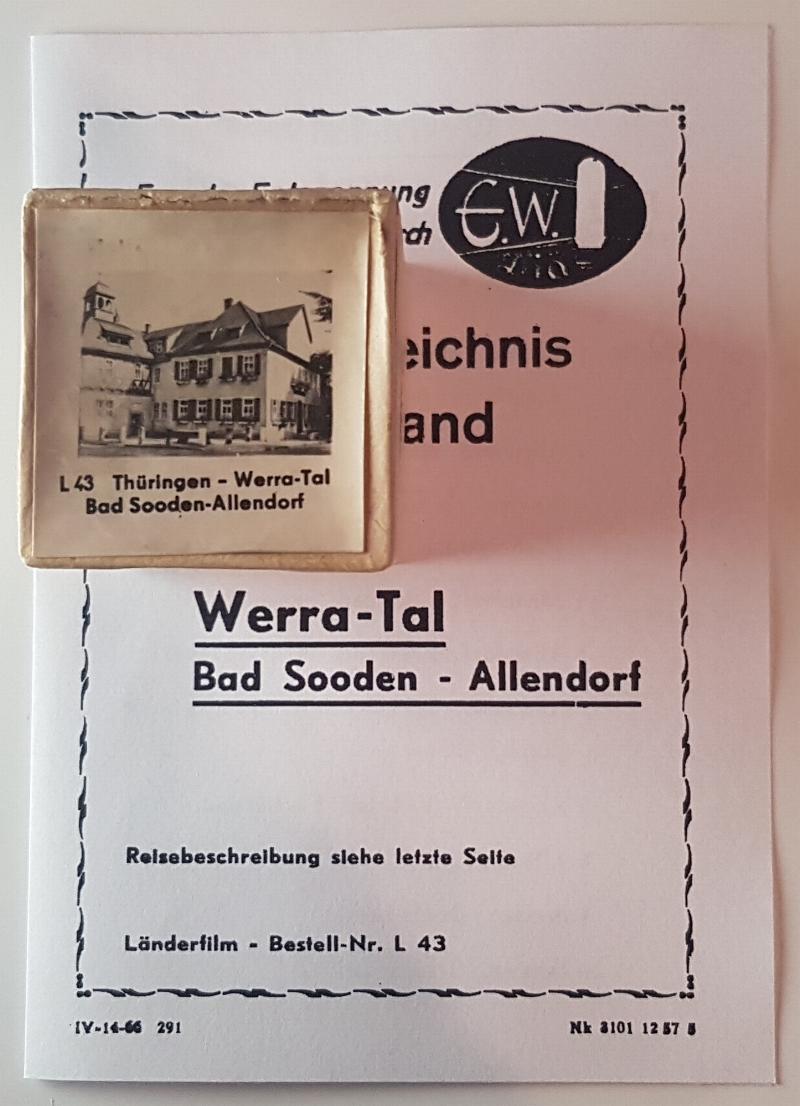 E.W.
eichnis
and
L 43 Thüringen - Werra-Tal
Bad Sooden-Allendorf
Werra-Tal
Bad Sooden - Allendorf
Reisebeschreibung siehe letzte Seite
Länderfilm - Bestell-Nr. L 43
IV-14-66 291
Nk 3101 12 57 5